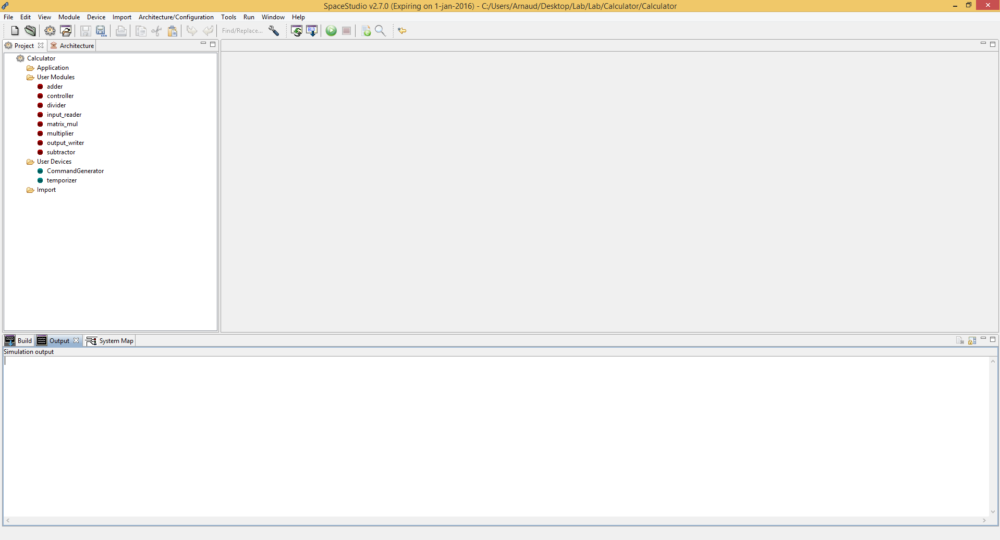 SpaceStudio v2.7.0 (Expiring on 1-jan-2016) - C:/Users/Arnaud/Desktop/Lab/Lab/Calculator/Calculator
File Edit View Module Device Import Architecture/Configuration Tools Run Window Help
Find/Replace...
BLD
Project Architecture
Calculator
Application
User Modules
adder
controller
divider
input_reader
matrix_mul
multiplier
output_writer
subtractor
User Devices
CommandGenerator
temporizer
Import
Build Output System Map
Simulation output